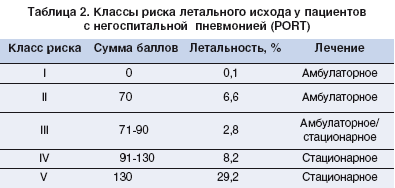 Таблица 2. Классы риска летального исхода у пациентов
с негоспитальной пневмонией (PORT)
Класс риска Сумма баллов Летальность, % Лечение
I 0 0,1 Амбулаторное
II 70 6,6 Амбулаторное
III 71-90 2,8 Амбулаторное/
стационарное
IV 91-130 8,2 Стационарное
V 130 29,2 Стационарное